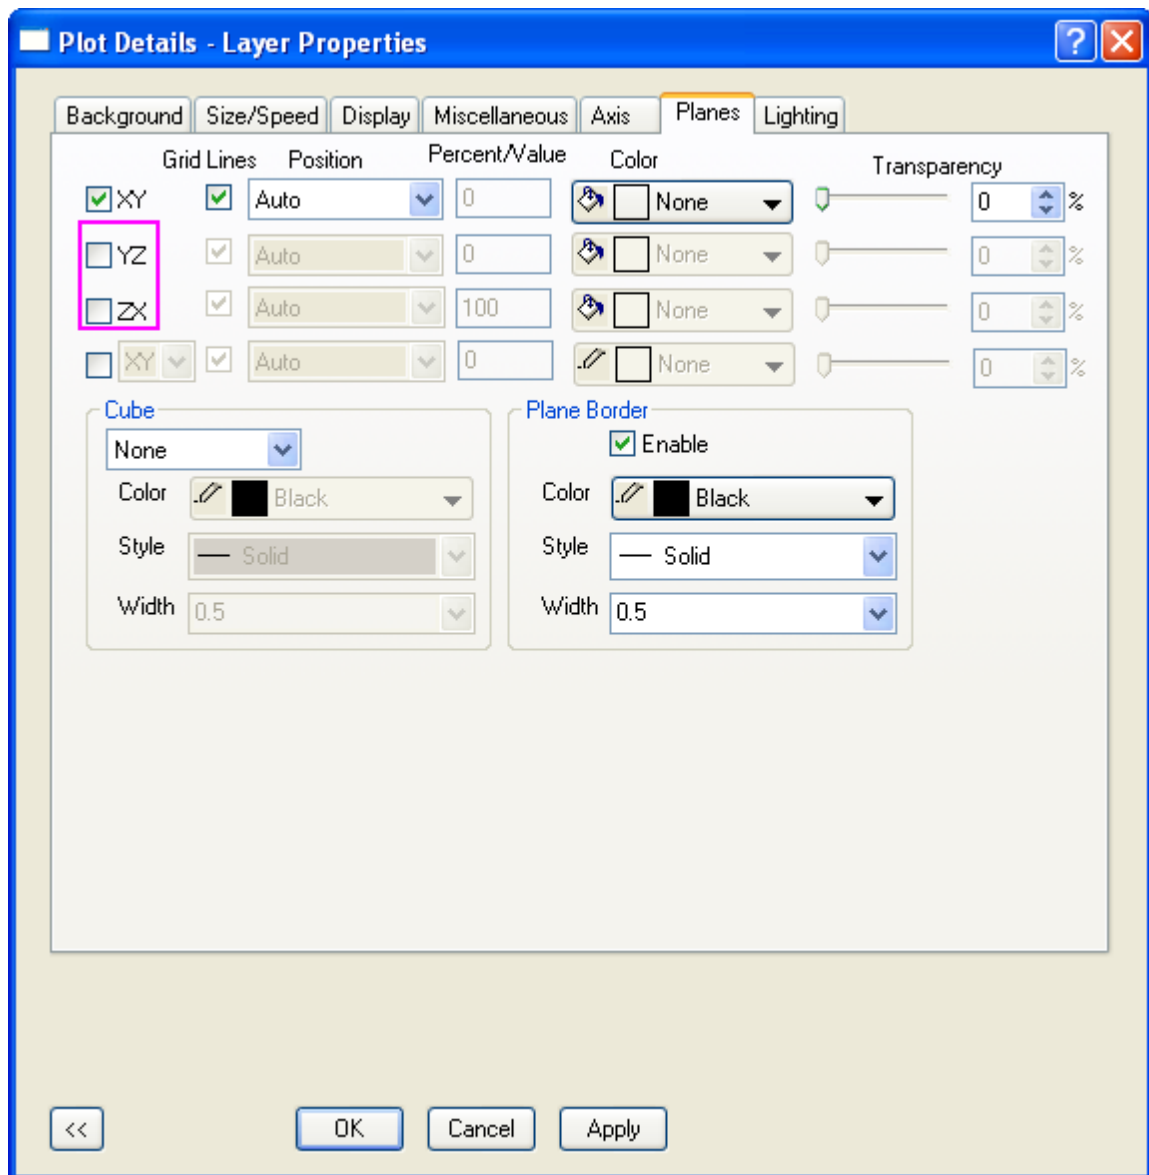 Plot Details - Layer Properties
Background Size/Speed Display Miscellaneous Axis Planes Lighting
Grid Lines Position Percent/Value Color Transparency
XY Auto 0 None 0 %
YZ Auto 0 None 0 %
ZX Auto 100 None 0 %
XY Auto 0 None 0 %
Cube
None
Color Black
Style Solid
Width 0.5
Plane Border
Enable
Color Black
Style Solid
Width 0.5
<< OK Cancel Apply